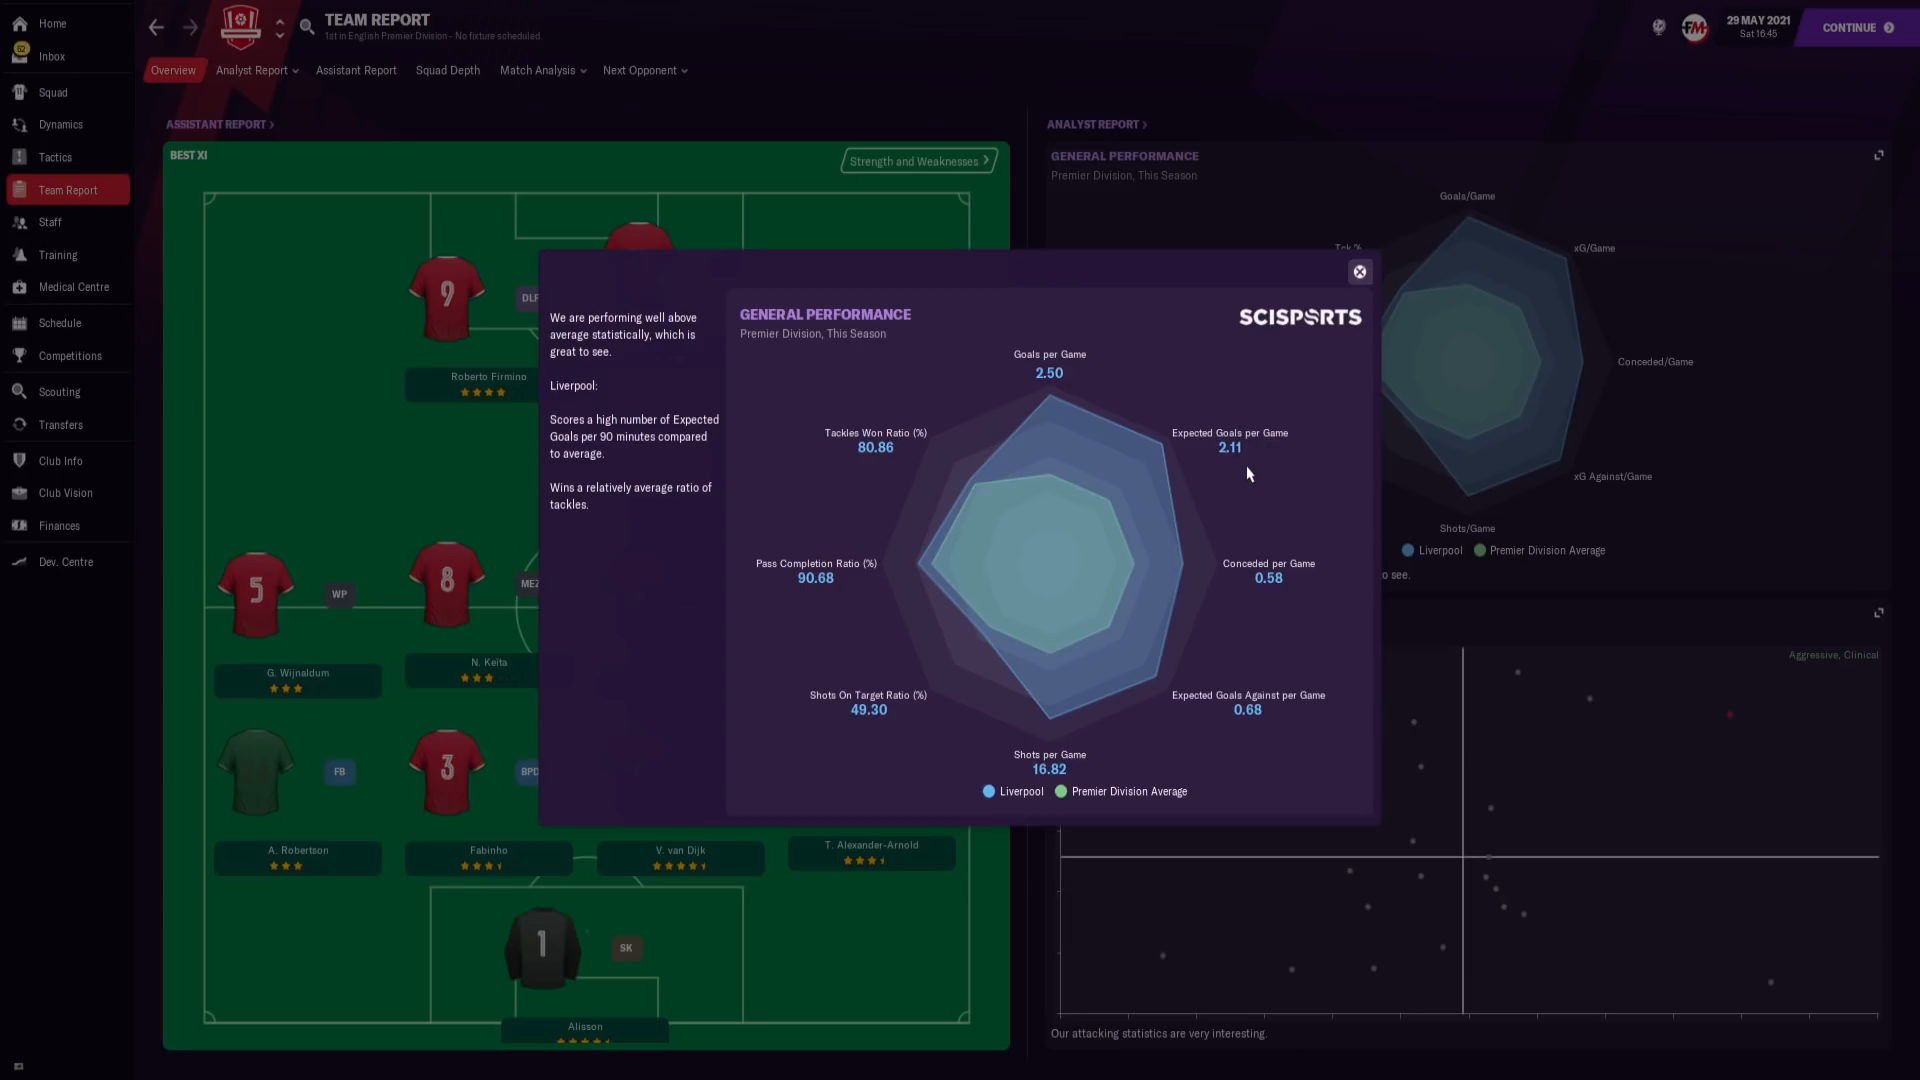 Home
52
Inbox
Squad
Dynamics
Tactics
Team Report
Staff
Training
Medical Centre
Schedule
Competitions
Scouting
Transfers
Club Info
Club Vision
Finances
Dev. Centre
TEAM REPORT
1st in English Premier Division - No fixture scheduled.
FM
29 MAY 2021
Sat 16:45
CONTINUE
Overview
Analyst Report
Assistant Report
Squad Depth
Match Analysis
Next Opponent
ASSISTANT REPORT >
BEST XI
Strength and Weaknesses >
9
DLF
Roberto Firmino
5
WP
G. Wijnaldum
8
MEZ
N. Keïta
FB
A. Robertson
3
BPD
Fabinho
V. van Dijk
T. Alexander-Arnold
1
SK
Alisson
We are performing well above
average statistically, which is
great to see.
Liverpool:
Scores a high number of Expected
Goals per 90 minutes compared
to average.
Wins a relatively average ratio of
tackles.
GENERAL PERFORMANCE
Premier Division, This Season
SCISPORTS
Goals per Game
2.50
Tackles Won Ratio (%)
80.86
Expected Goals per Game
2.11
Pass Completion Ratio (%)
90.68
Conceded per Game
0.58
Shots On Target Ratio (%)
49.30
Expected Goals Against per Game
0.68
Shots per Game
16.82
Liverpool
Premier Division Average
ANALYST REPORT >
GENERAL PERFORMANCE
Premier Division, This Season
Goals/Game
Tck %
xG/Game
Conceded/Game
xG Against/Game
Shots/Game
Liverpool
Premier Division Average
o see.
Aggressive, Clinical
Our attacking statistics are very interesting.